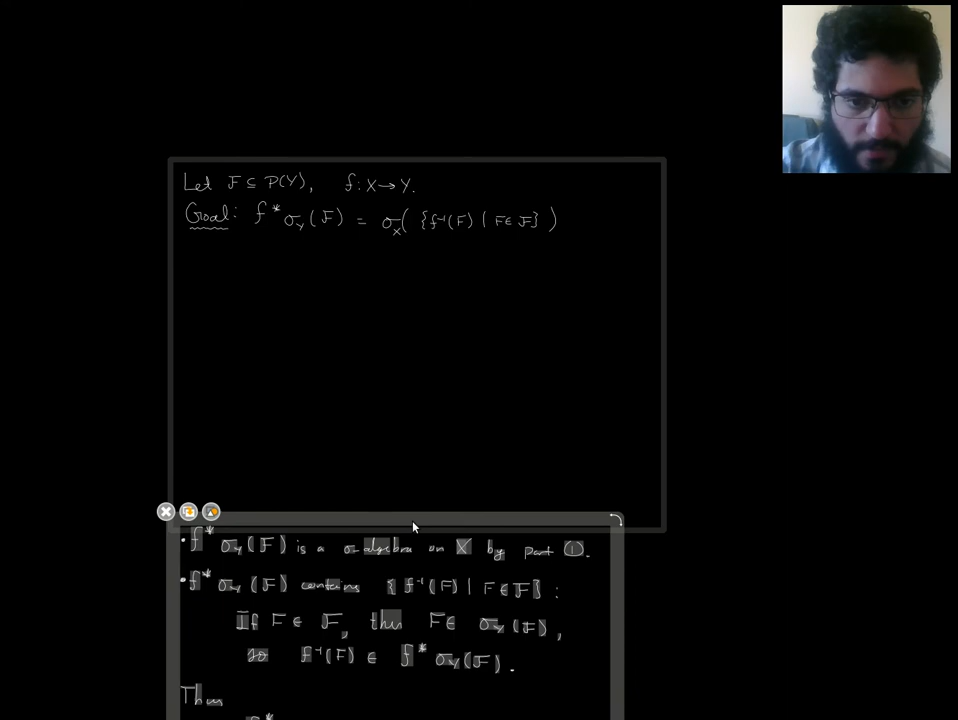 Let F ⊆ P(Y), f: X → Y.
Goal: f* σ_Y(F) = σ_X( {f⁻¹(F) | F ∈ F} )
• f* σ_Y(F) is a σ-algebra on X by part ①.
• f* σ_Y(F) contains { f⁻¹(F) | F ∈ F } :
If F ∈ F, then F ∈ σ_Y(F),
so f⁻¹(F) ∈ f* σ_Y(F).
Thus
f*